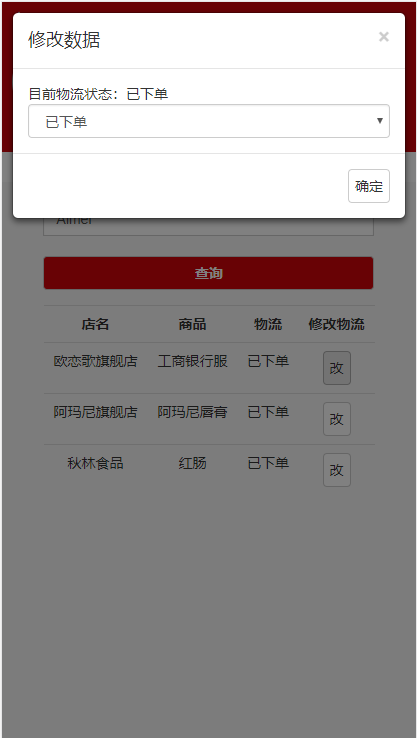 修改数据 ×
目前物流状态：已下单
已下单
确定
Aimer
查询
店名 商品 物流 修改物流
欧恋歌旗舰店 工商银行服 已下单 改
阿玛尼旗舰店 阿玛尼唇膏 已下单 改
秋林食品 红肠 已下单 改